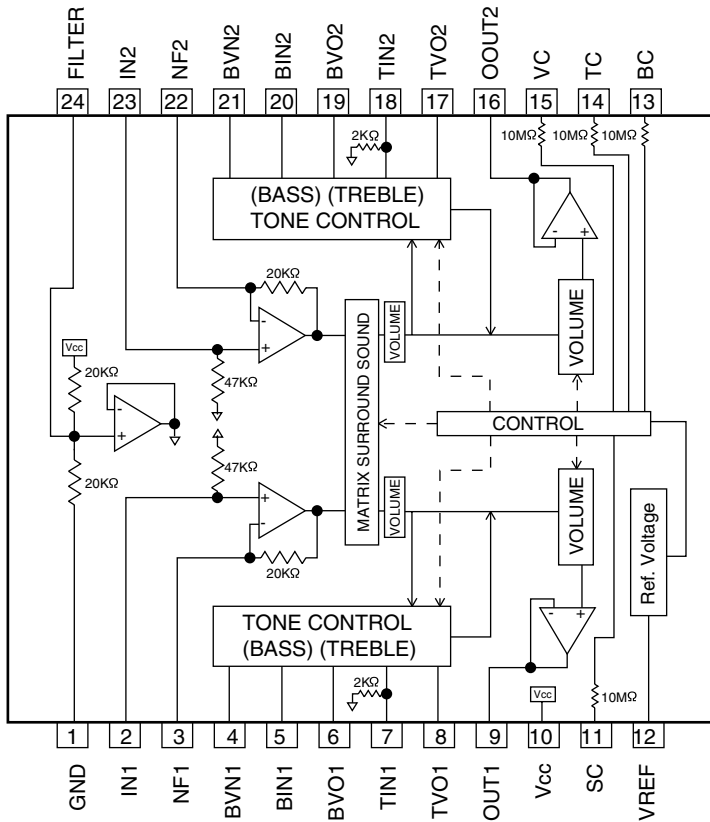 FILTER
IN2
NF2
BVN2
BIN2
BVO2
TIN2
TVO2
OOUT2
VC
TC
BC
24
23
22
21
20
19
18
17
16
15
14
13
2KΩ
10MΩ
10MΩ
10MΩ
(BASS) (TREBLE)
TONE CONTROL
- +
20KΩ
-
+
VOLUME
MATRIX SURROUND SOUND
VOLUME
Vcc
20KΩ
47KΩ
-
+
CONTROL
20KΩ
47KΩ
+
-
VOLUME
VOLUME
20KΩ
Ref. Voltage
TONE CONTROL
(BASS) (TREBLE)
- +
2KΩ
Vcc
10MΩ
1
2
3
4
5
6
7
8
9
10
11
12
GND
IN1
NF1
BVN1
BIN1
BVO1
TIN1
TVO1
OUT1
Vcc
SC
VREF